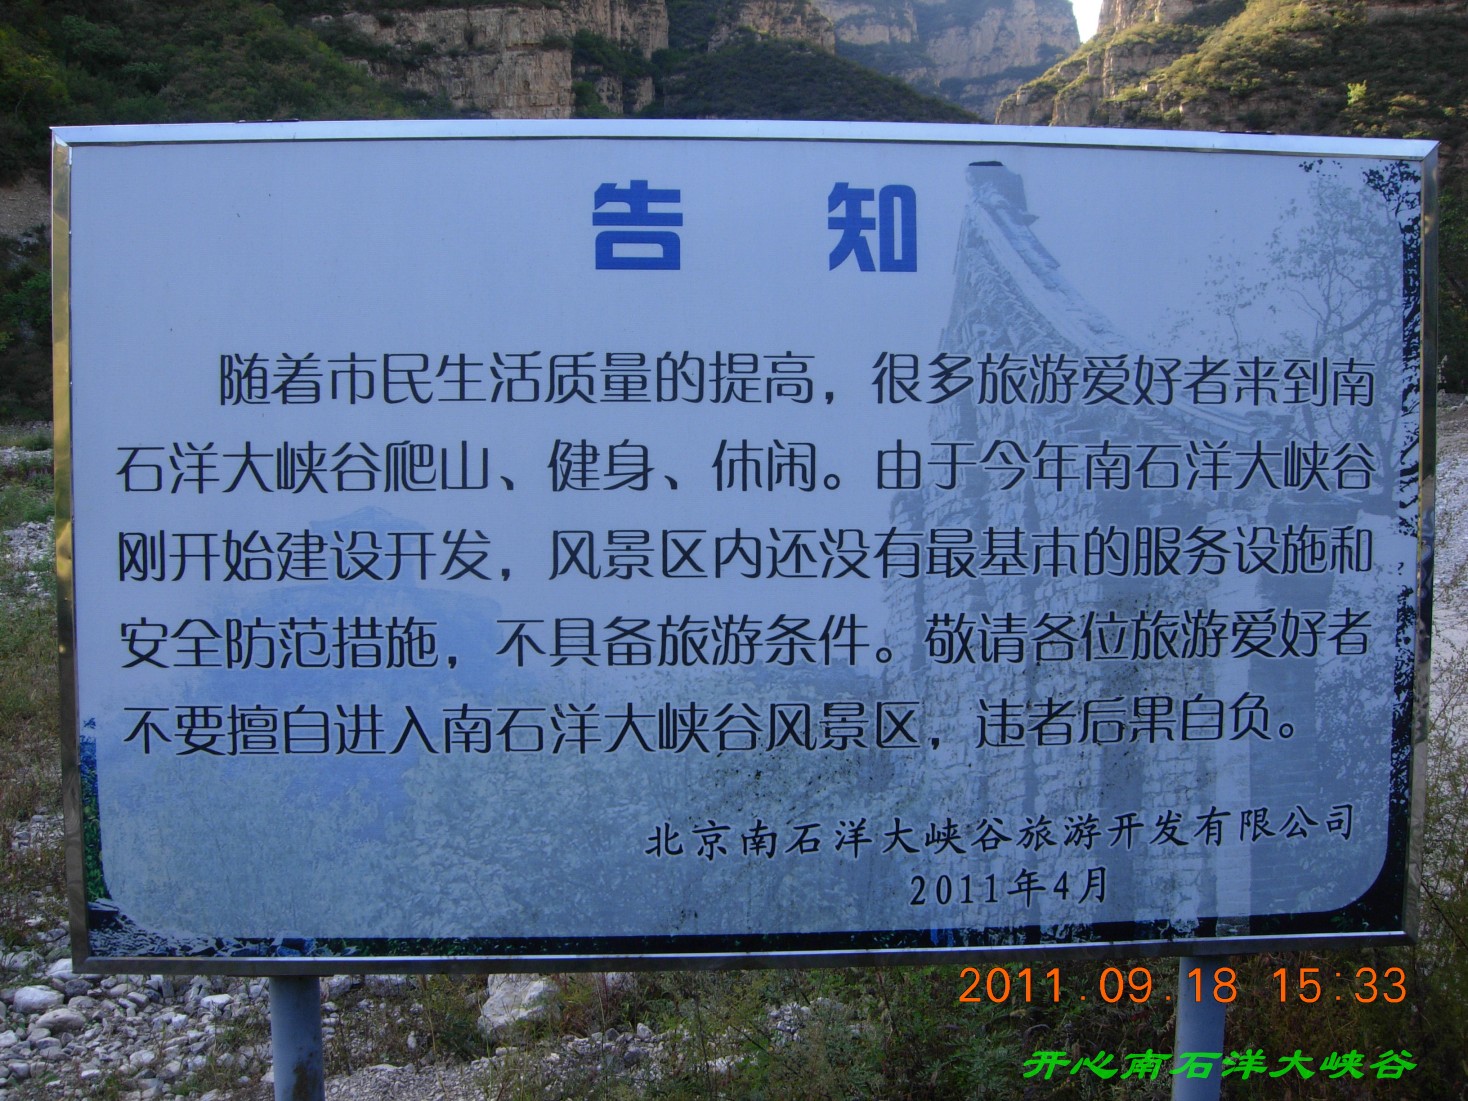 告 知
随着市民生活质量的提高，很多旅游爱好者来到南
石洋大峡谷爬山、健身、休闲。由于今年南石洋大峡谷
刚开始建设开发，风景区内还没有最基本的服务设施和
安全防范措施，不具备旅游条件。敬请各位旅游爱好者
不要擅自进入南石洋大峡谷风景区，违者后果自负。
北京南石洋大峡谷旅游开发有限公司
2011年4月
2011.09.18 15:33
开心南石洋大峡谷